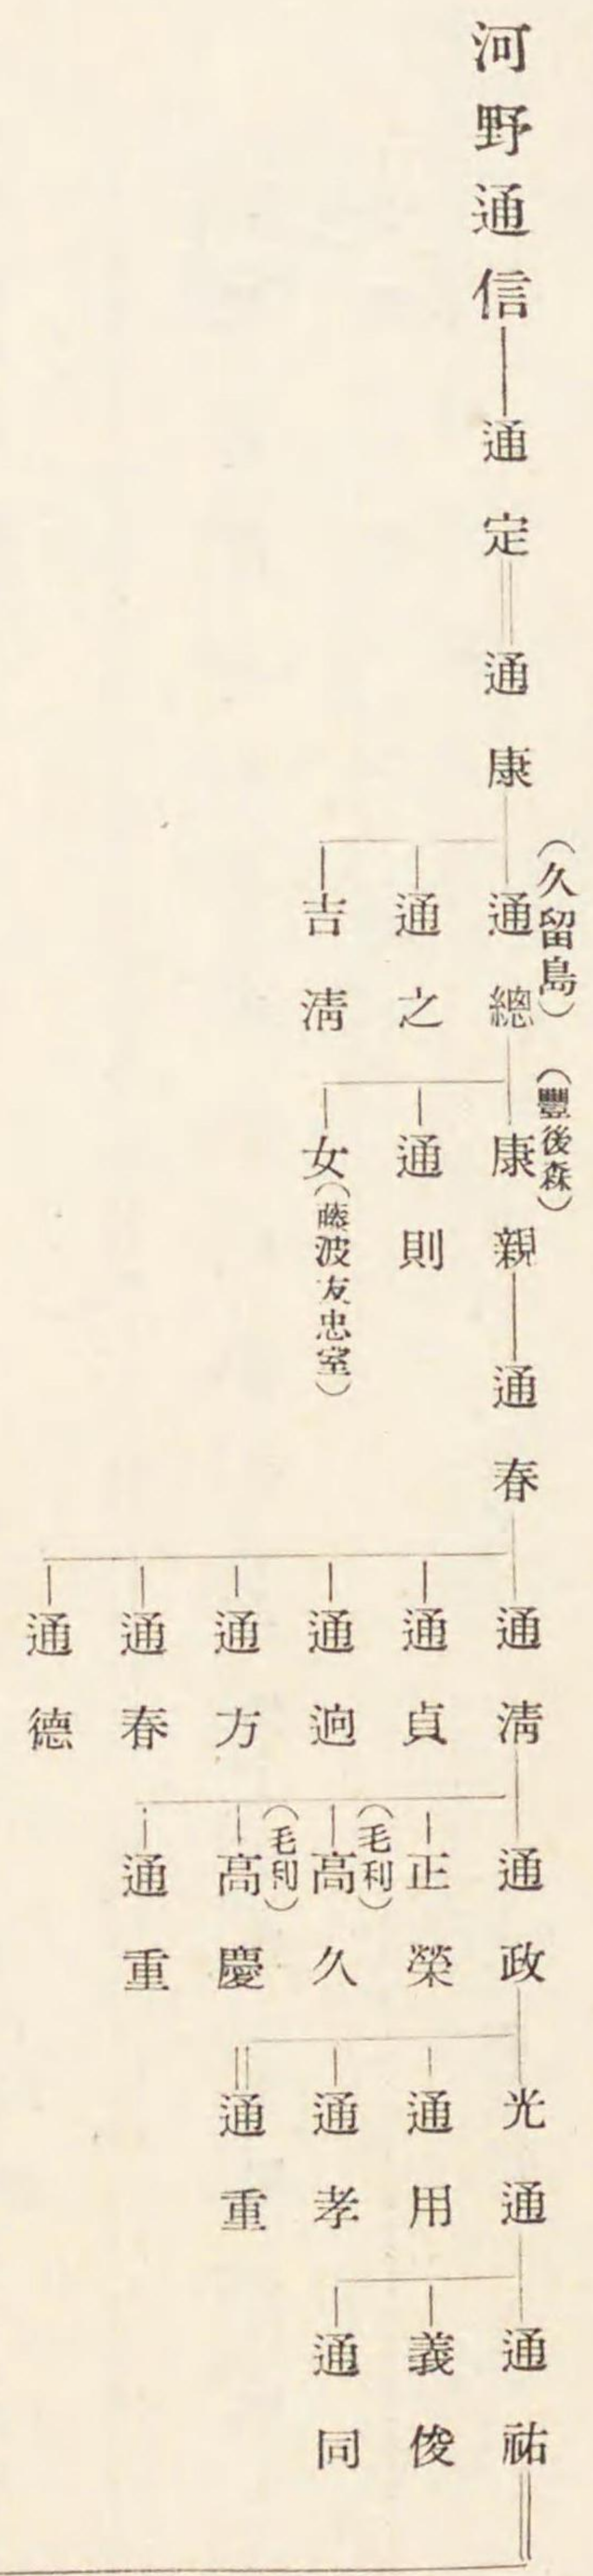 河野通信
通定
通康
（久留島）
通總
通之
吉淸
（豐後森）
康親
通則
女（藤波友忠室）
通春
通淸
通貞
通逈
通方
通春
通德
通政
正榮
（毛利）
高久
（毛利）
高慶
通重
光通
通用
通孝
通重
通祐
義俊
通同